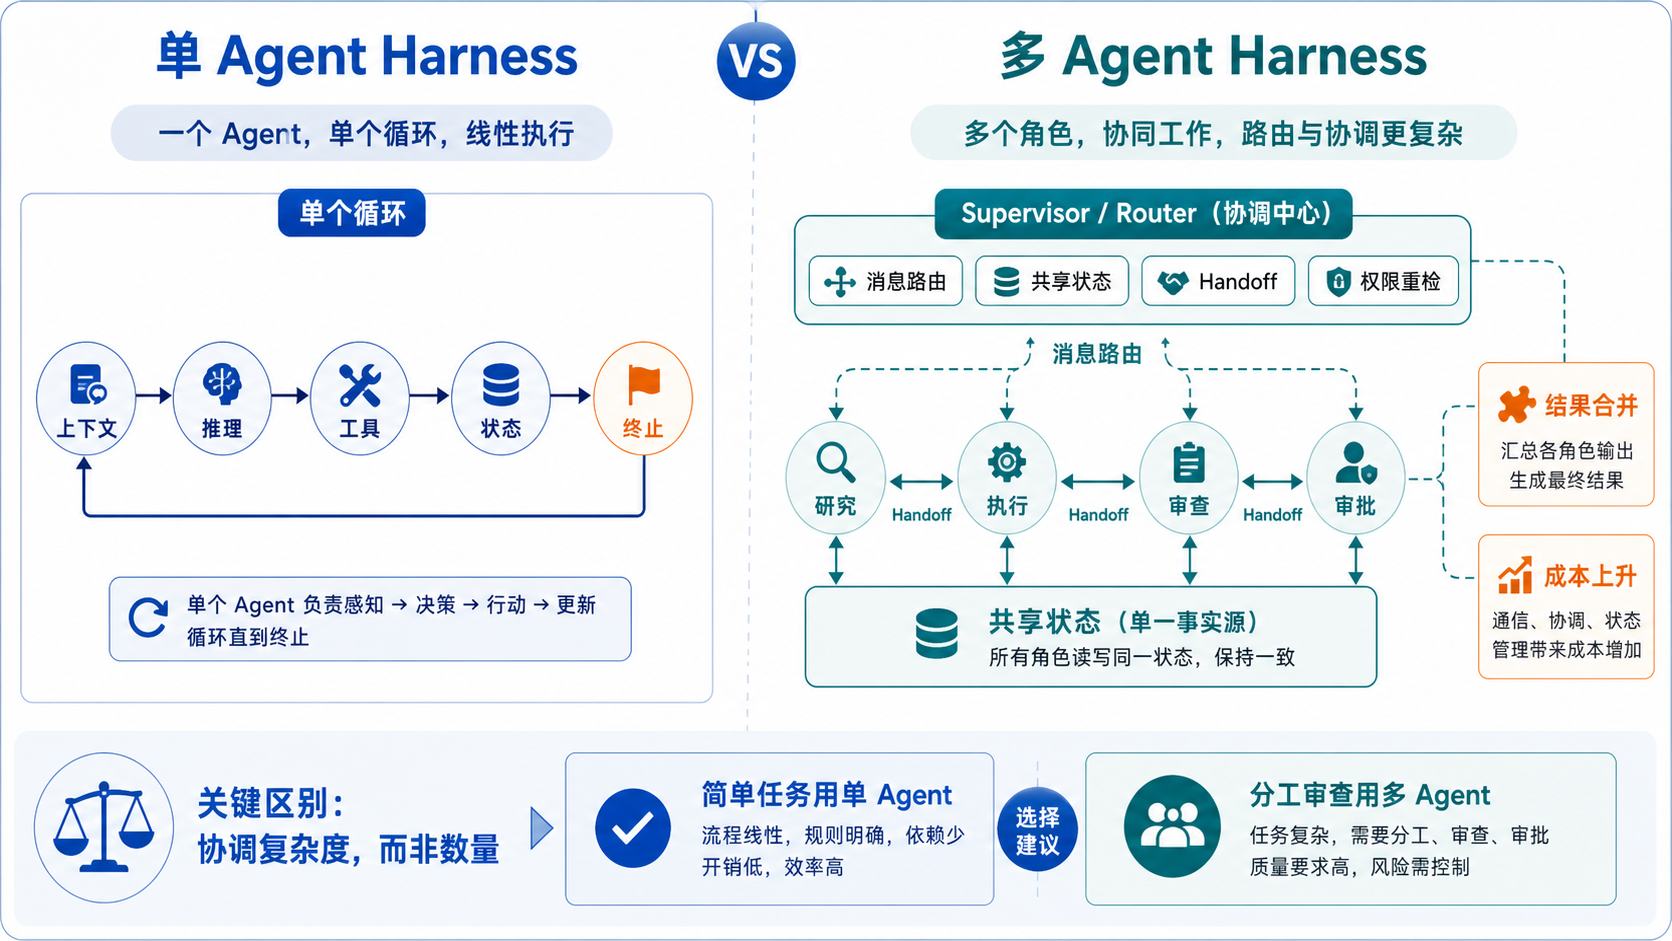 单 Agent Harness
VS
多 Agent Harness
一个 Agent，单个循环，线性执行
多个角色，协同工作，路由与协调更复杂
单个循环
上下文
推理
工具
状态
终止
单个 Agent 负责感知 → 决策 → 行动 → 更新
循环直到终止
Supervisor / Router（协调中心）
消息路由
共享状态
Handoff
权限重检
消息路由
研究
Handoff
执行
Handoff
审查
Handoff
审批
共享状态（单一事实源）
所有角色读写同一状态，保持一致
结果合并
汇总各角色输出
生成最终结果
成本上升
通信、协调、状态
管理带来成本增加
关键区别：
协调复杂度，而非数量
简单任务用单 Agent
流程线性，规则明确，依赖少
开销低，效率高
选择
建议
分工审查用多 Agent
任务复杂，需要分工、审查、审批
质量要求高，风险需控制